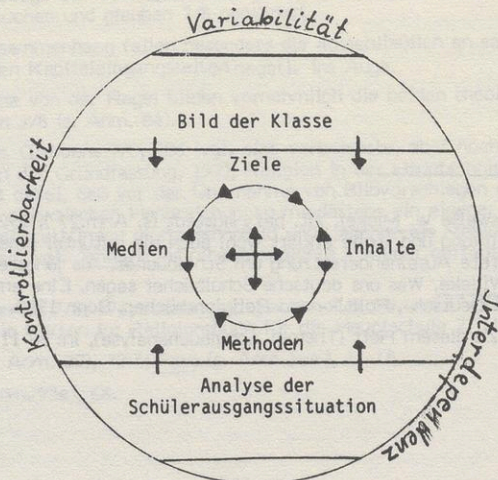 Variabilität
Bild der Klasse
Ziele
Kontrollierbarkeit
Medien
Inhalte
Methoden
Interdependenz
Analyse der
Schülerausgangssituation